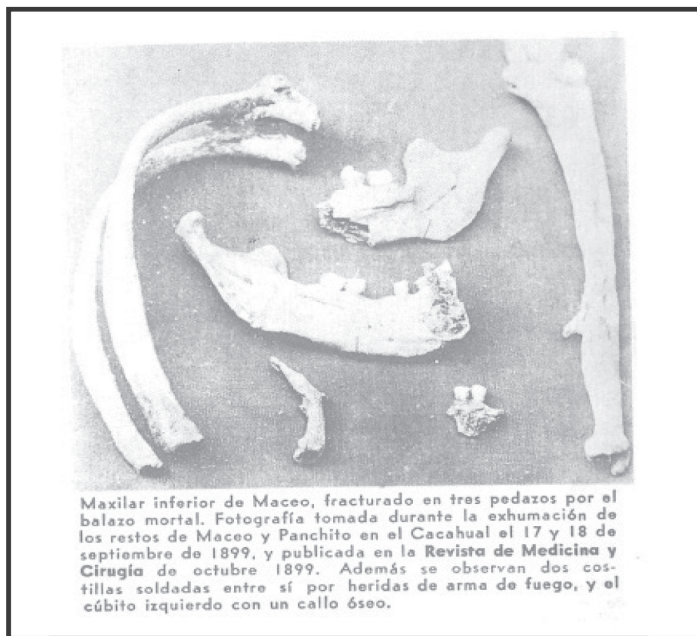 Maxilar inferior de Maceo, fracturado en tres pedazos por el
balazo mortal. Fotografía tomada durante la exhumación de
los restos de Maceo y Panchito en el Cacahual el 17 y 18 de
septiembre de 1899, y publicada en la Revista de Medicina y
Cirugía de octubre 1899. Además se observan dos cos-
tillas soldadas entre sí por heridas de arma de fuego, y el
cúbito izquierdo con un callo óseo.